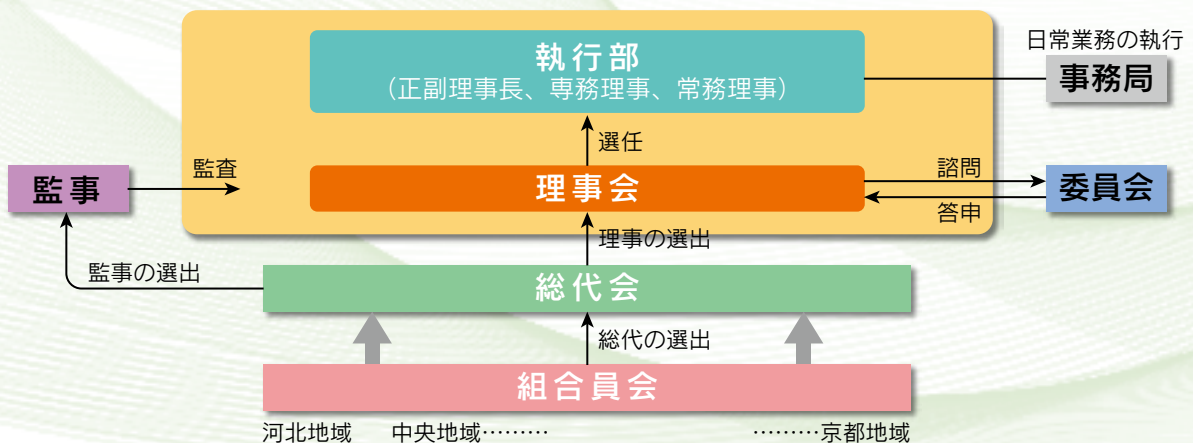 執行部
（正副理事長、専務理事、常務理事）
日常業務の執行
事務局
選任
監査
監事
理事会
諮問
答申
委員会
理事の選出
監事の選出
総代会
総代の選出
組合員会
河北地域 中央地域……… ………京都地域